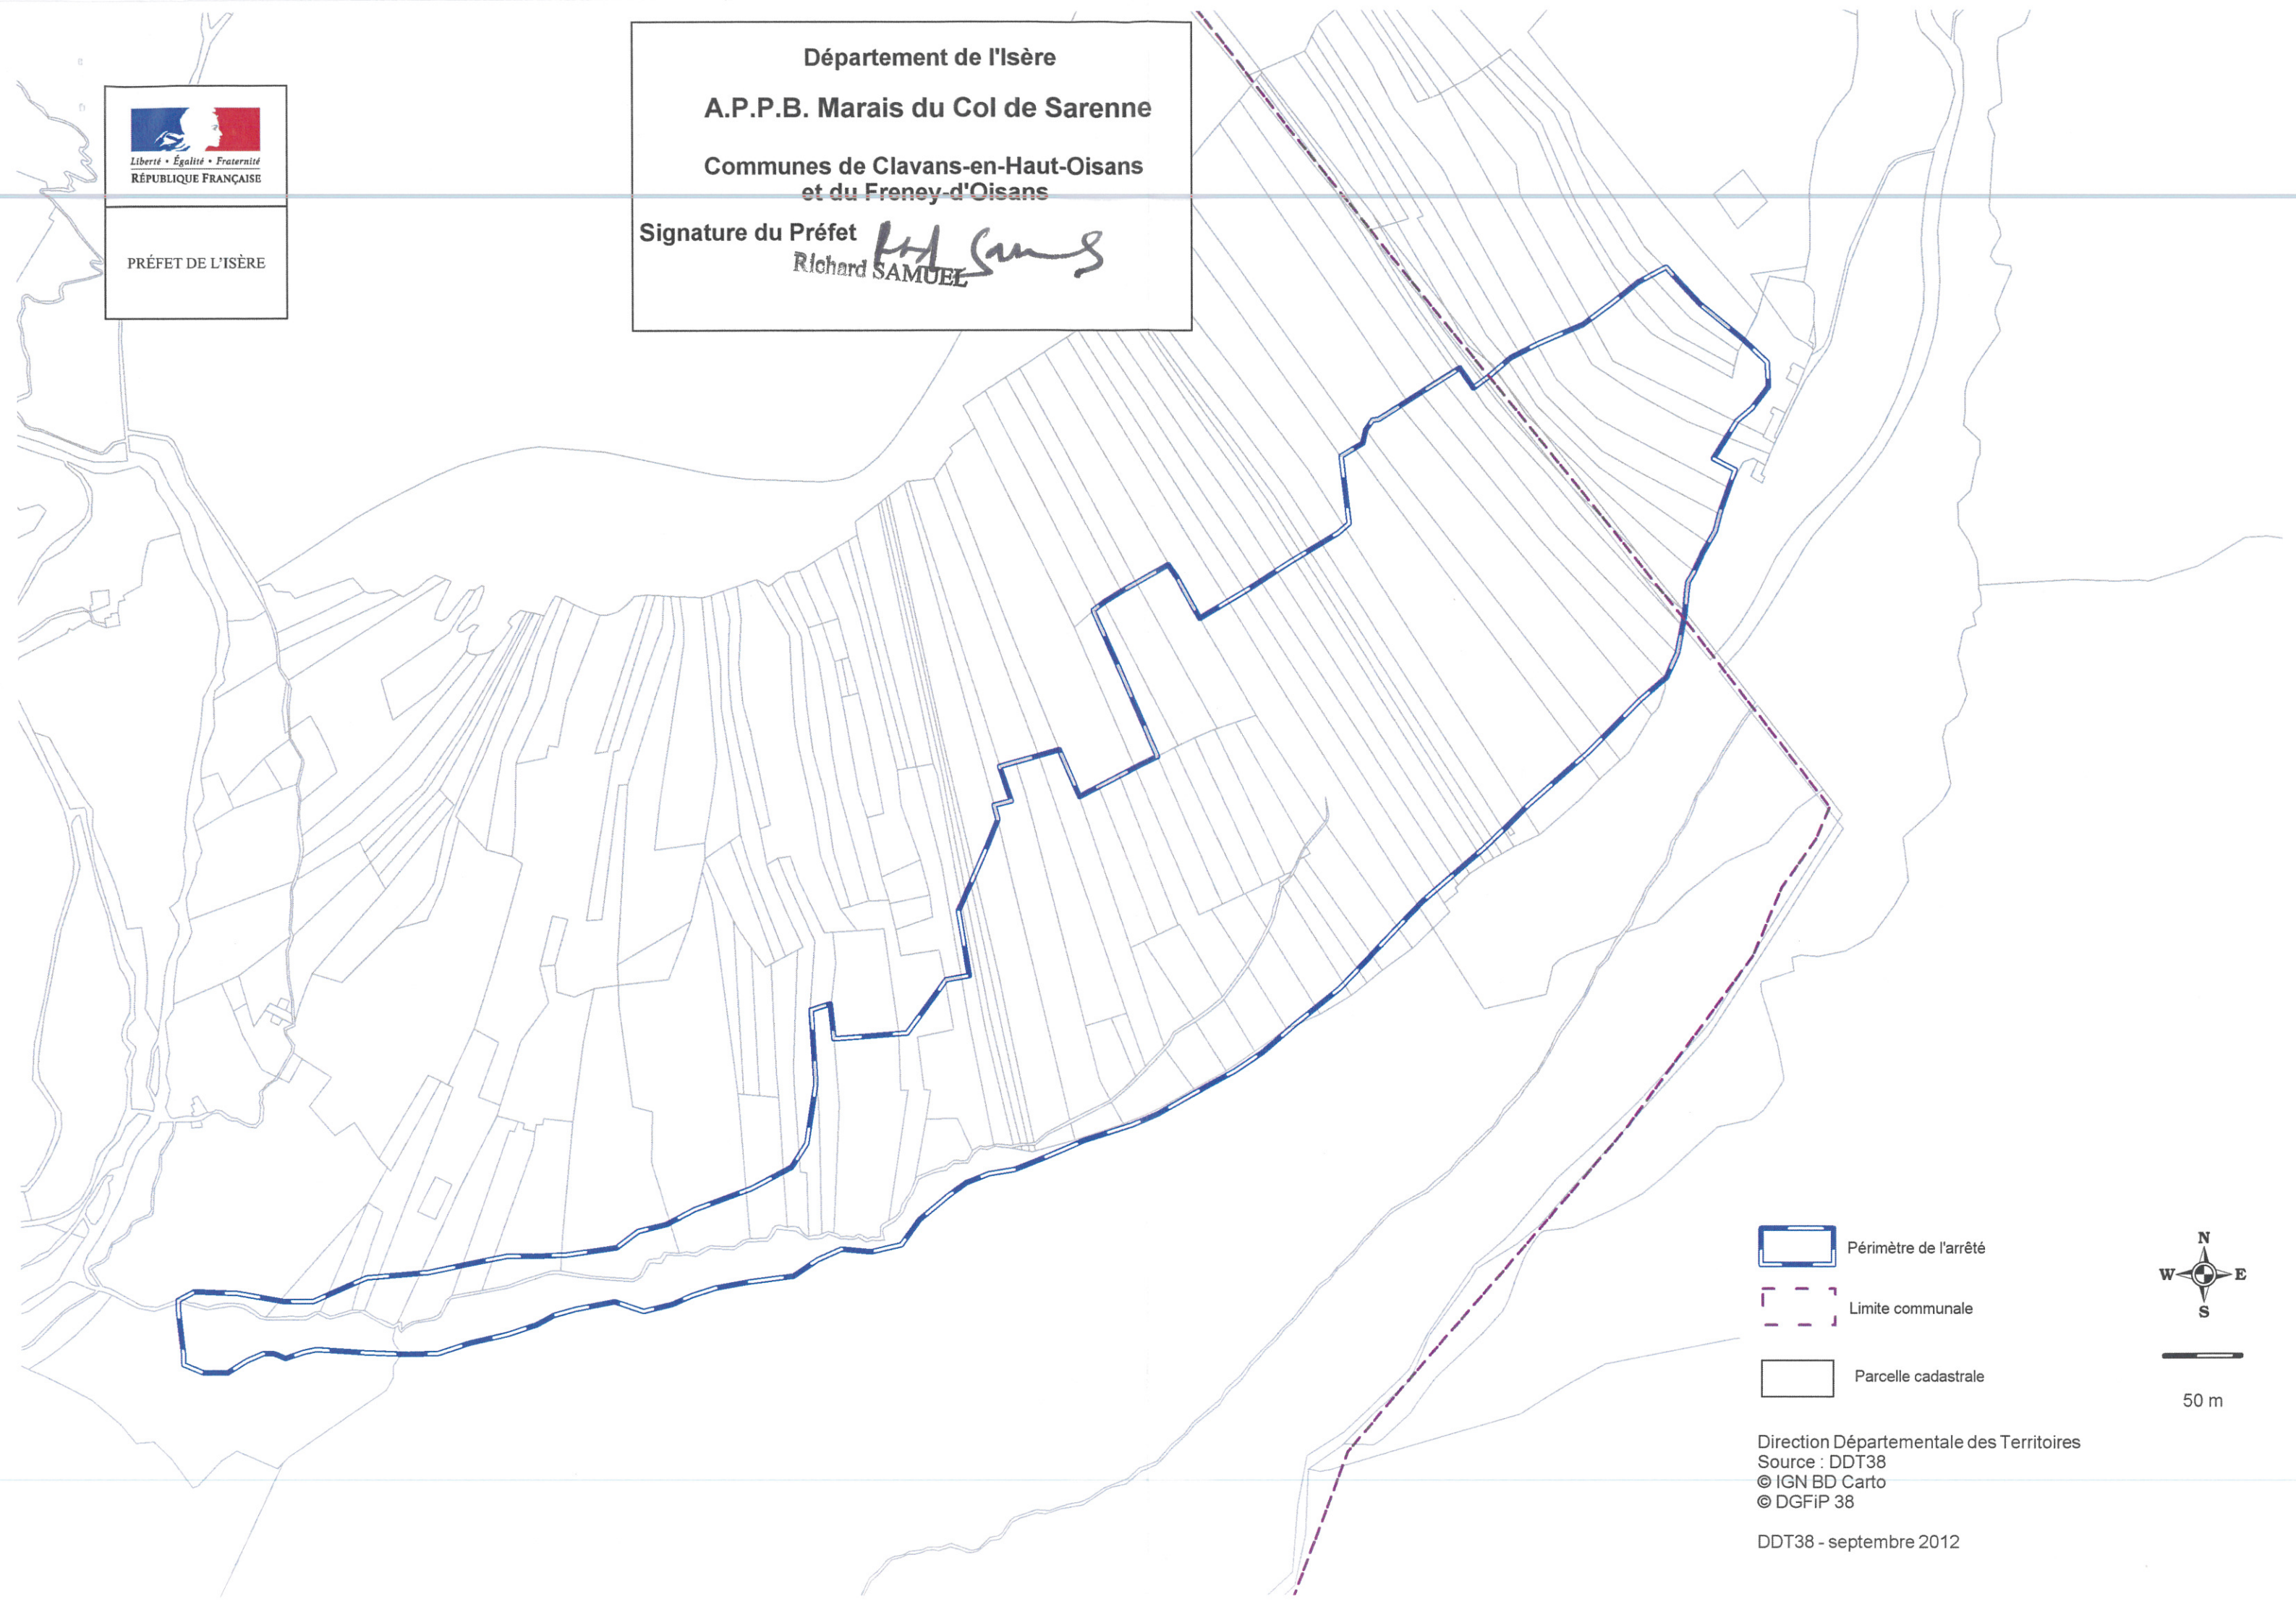 Liberté • Égalité • Fraternité
RÉPUBLIQUE FRANÇAISE
PRÉFET DE L'ISÈRE
Département de l'Isère
A.P.P.B. Marais du Col de Sarenne
Communes de Clavans-en-Haut-Oisans
et du Freney-d'Oisans
Signature du Préfet
Richard SAMUEL
Périmètre de l'arrêté
Limite communale
Parcelle cadastrale
N
W E
S
50 m
Direction Départementale des Territoires
Source : DDT38
© IGN BD Carto
© DGFiP 38
DDT38 - septembre 2012